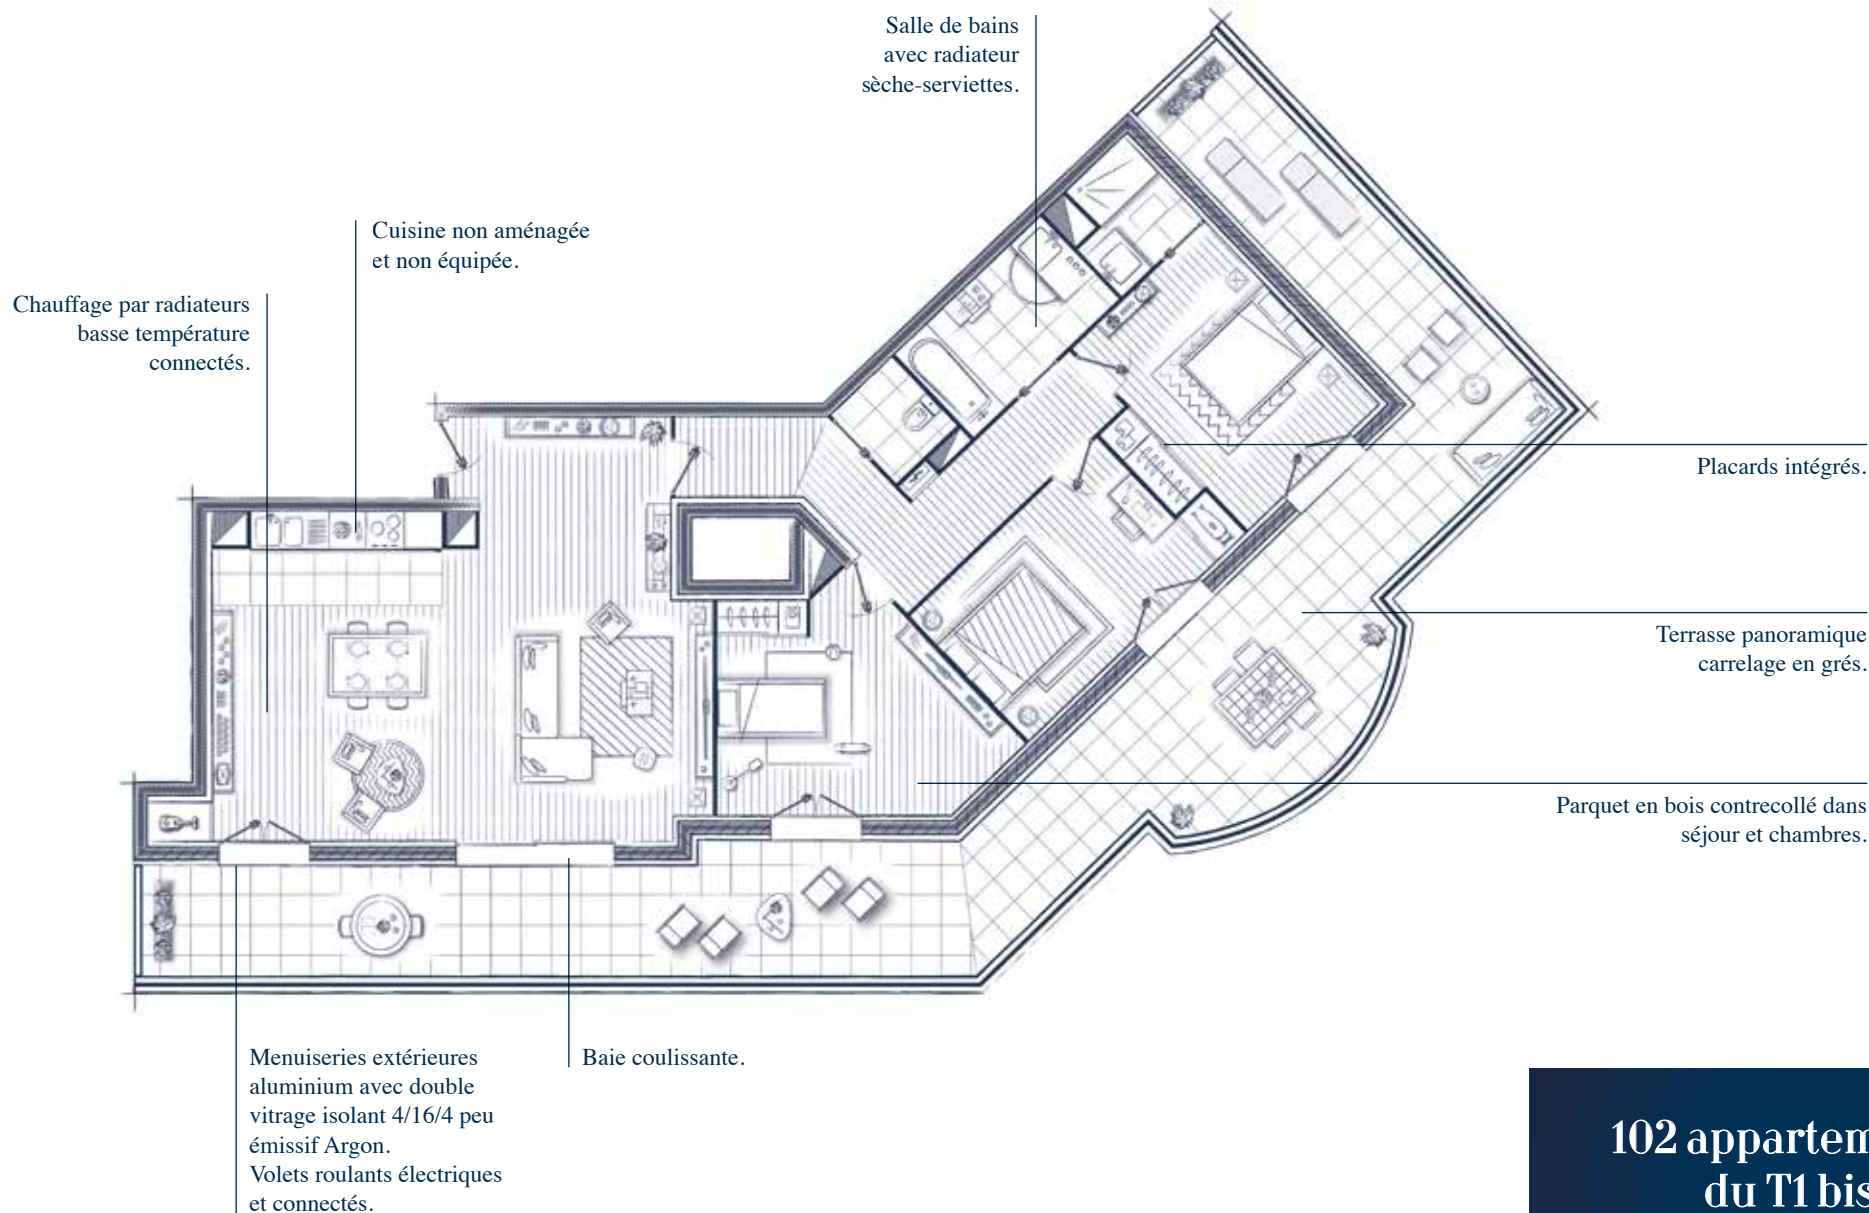 Salle de bains
avec radiateur
sèche-serviettes.
Cuisine non aménagée
et non équipée.
Chauffage par radiateurs
basse température
connectés.
Placards intégrés.
Terrasse panoramique
carrelage en grés.
Parquet en bois contrecollé dans
séjour et chambres.
Menuiseries extérieures
aluminium avec double
vitrage isolant 4/16/4 peu
émissif Argon.
Volets roulants électriques
et connectés.
Baie coulissante.
102 appartem
du T1 bis